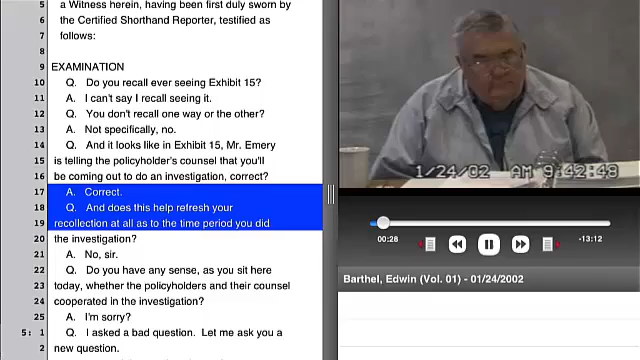 5 a Witness herein, having been first duly sworn by
6 the Certified Shorthand Reporter, testified as
7 follows:
8
9 EXAMINATION
10 Q. Do you recall ever seeing Exhibit 15?
11 A. I can't say I recall seeing it.
12 Q. You don't recall one way or the other?
13 A. Not specifically, no.
14 Q. And it looks like in Exhibit 15, Mr. Emery
15 is telling the policyholder's counsel that you'll
16 be coming out to do an investigation, correct?
17 A. Correct.
18 Q. And does this help refresh your
19 recollection at all as to the time period you did
20 the investigation?
21 A. No, sir.
22 Q. Do you have any sense, as you sit here
23 today, whether the policyholders and their counsel
24 cooperated in the investigation?
25 A. I'm sorry?
5: 1 Q. I asked a bad question. Let me ask you a
2 new question.
1/24/02 AM 9:42:48
00:28
-13:12
Barthel, Edwin (Vol. 01) - 01/24/2002